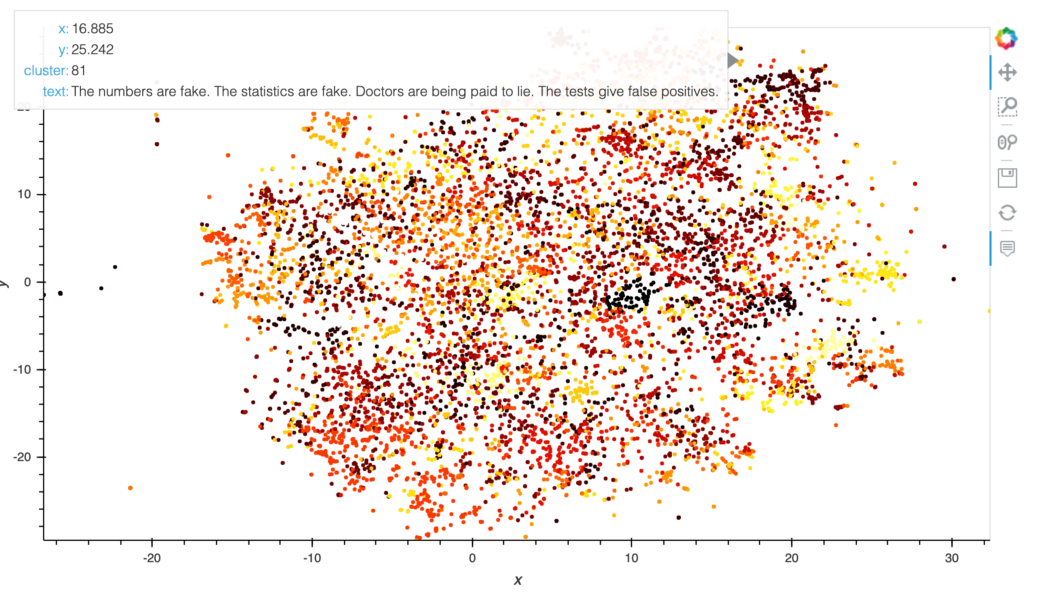 x: 16.885
y: 25.242
cluster: 81
text: The numbers are fake. The statistics are fake. Doctors are being paid to lie. The tests give false positives.
10
0
y
-10
-20
-20
-10
0
10
20
30
x